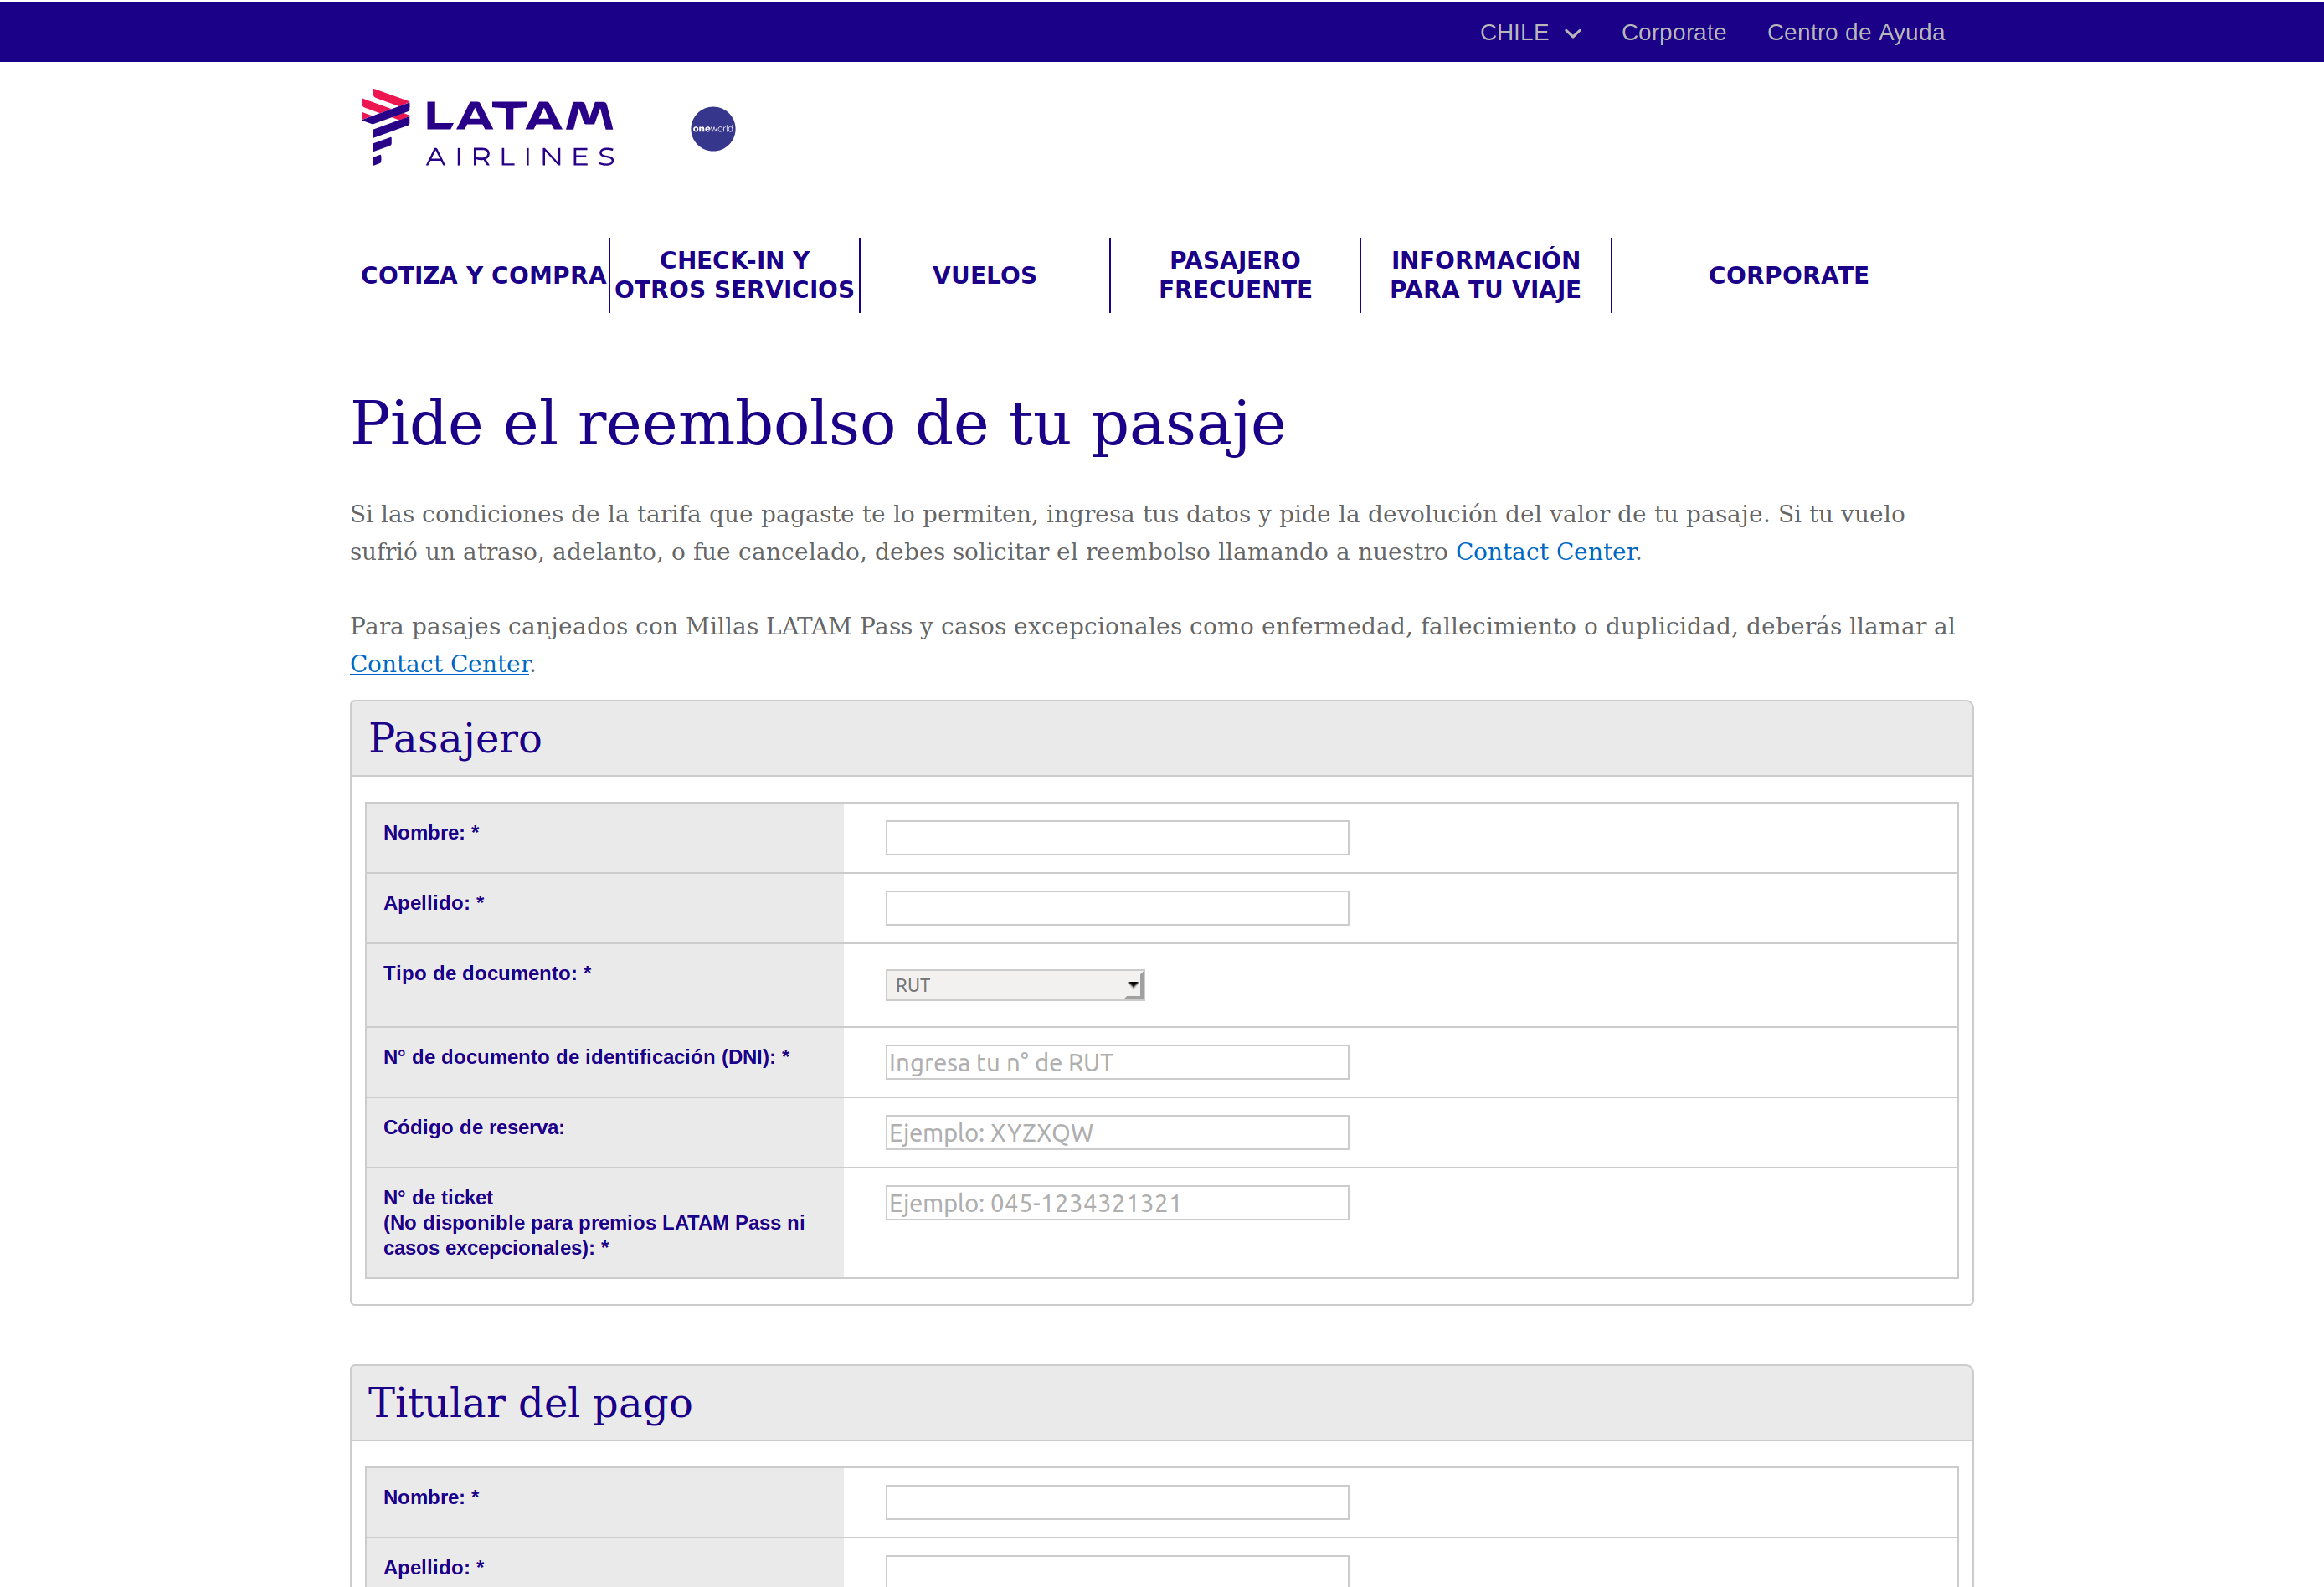 CHILE Corporate Centro de Ayuda
LATAM
AIRLINES
oneworld
COTIZA Y COMPRA
CHECK-IN Y
OTROS SERVICIOS
VUELOS
PASAJERO
FRECUENTE
INFORMACIÓN
PARA TU VIAJE
CORPORATE
Pide el reembolso de tu pasaje
Si las condiciones de la tarifa que pagaste te lo permiten, ingresa tus datos y pide la devolución del valor de tu pasaje. Si tu vuelo
sufrió un atraso, adelanto, o fue cancelado, debes solicitar el reembolso llamando a nuestro Contact Center.
Para pasajes canjeados con Millas LATAM Pass y casos excepcionales como enfermedad, fallecimiento o duplicidad, deberás llamar al
Contact Center.
Pasajero
Nombre: *
Apellido: *
Tipo de documento: *
RUT
N° de documento de identificación (DNI): *
Ingresa tu n° de RUT
Código de reserva:
Ejemplo: XYZXQW
N° de ticket
(No disponible para premios LATAM Pass ni
casos excepcionales): *
Ejemplo: 045-1234321321
Titular del pago
Nombre: *
Apellido: *